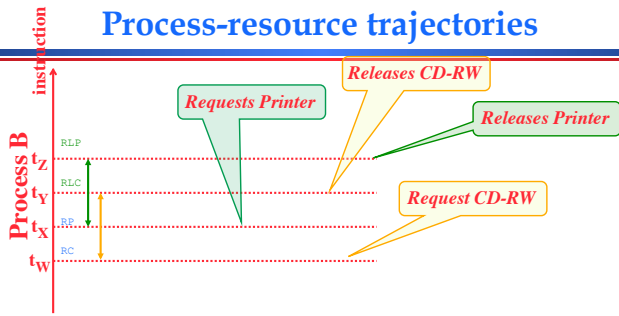 Process-resource trajectories
instruction
Process B
Releases CD-RW
Requests Printer
Releases Printer
RLP
tZ
RLC
tY
Request CD-RW
RP
tX
RC
tW